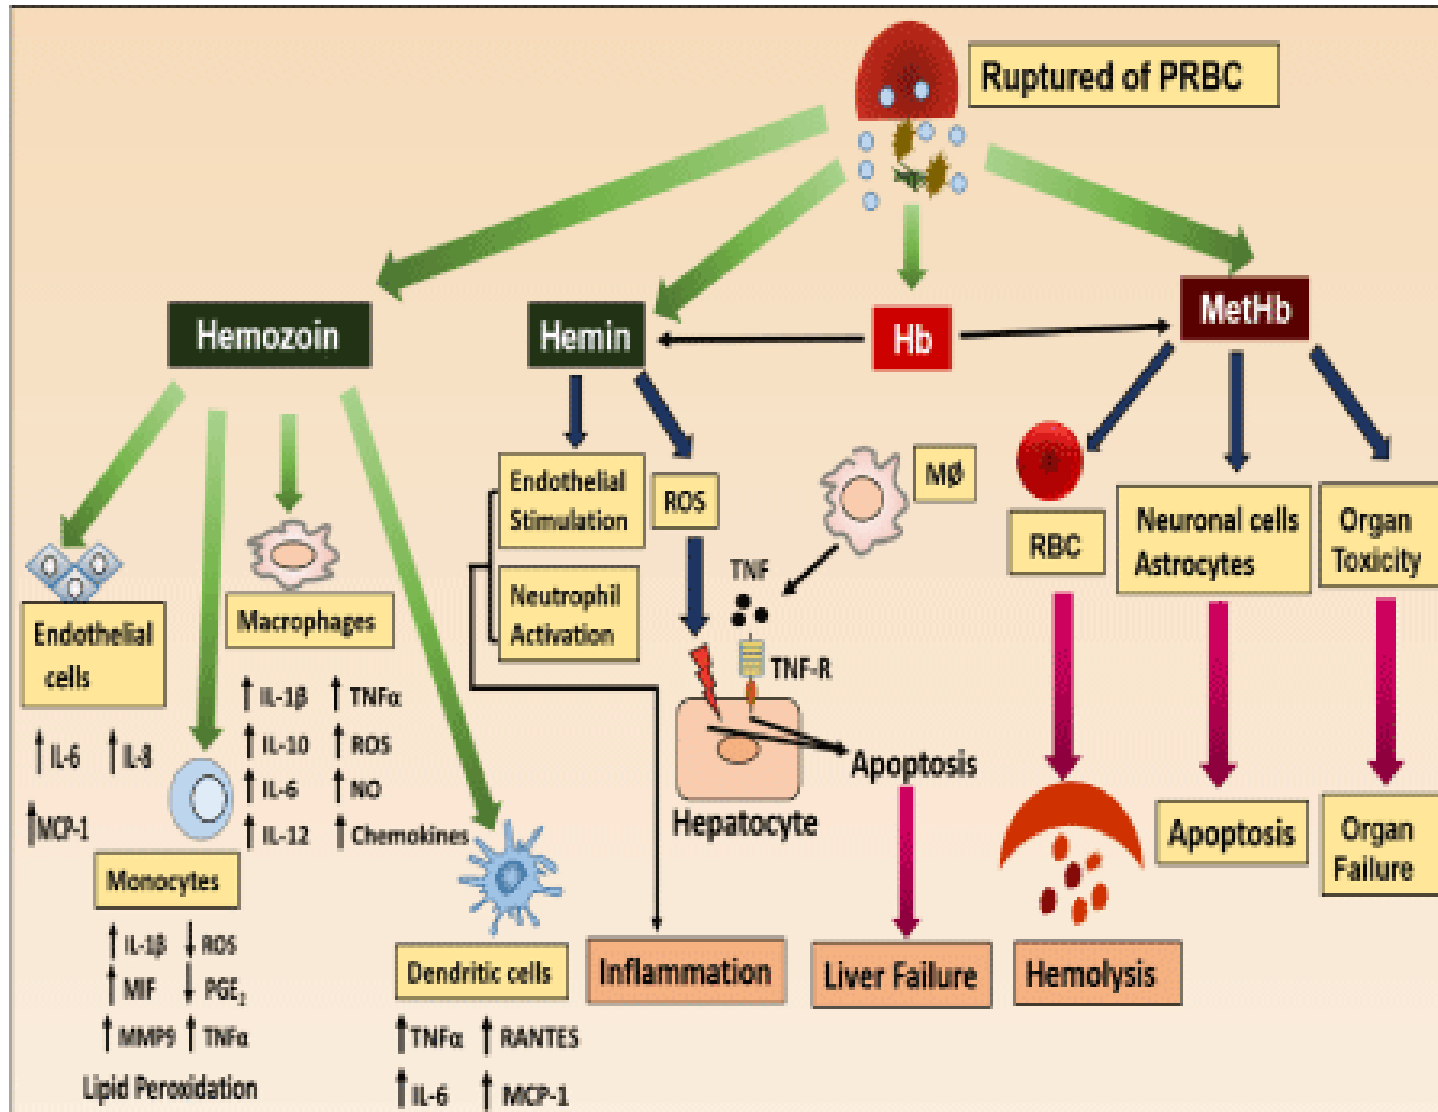 Ruptured of PRBC
Hemozoin
Hemin
Hb
MetHb
Endothelial
Stimulation
ROS
MØ
RBC
Neuronal cells
Astrocytes
Organ
Toxicity
TNF
Neutrophil
Activation
Macrophages
Endothelial
cells
TNF-R
↑ IL-1β ↑ TNFα
↑ IL-10 ↑ ROS
↑ IL-6 ↑ NO
↑ IL-12 ↑ Chemokines
↑ IL-6 ↑ IL-8
↑ MCP-1
Apoptosis
Hepatocyte
Apoptosis
Organ
Failure
Monocytes
↑ IL-1β ↓ ROS
↑ MIF ↓ PGE₂
↑ MMP9 ↑ TNFα
Lipid Peroxidation
Dendritic cells
↑ TNFα ↑ RANTES
↑ IL-6 ↑ MCP-1
Inflammation
Liver Failure
Hemolysis